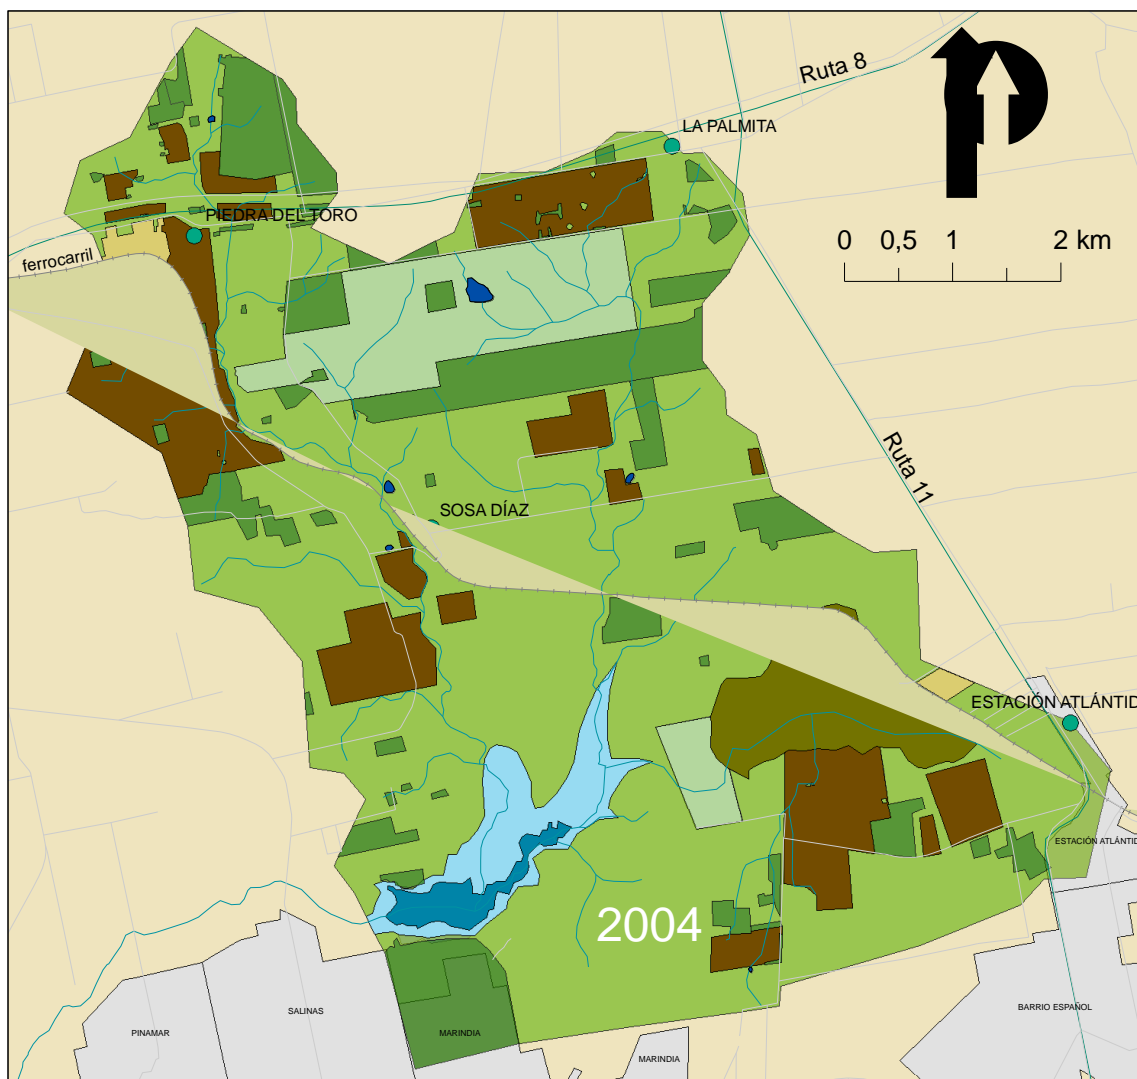 Ruta 8
LA PALMITA
PIEDRA DEL TORO
0 0,5 1 2 km
ferrocarril
Ruta 11
SOSA DÍAZ
ESTACIÓN ATLÁNTID
ESTACIÓN ATLÁNTID
2004
BARRIO ESPAÑOL
SALINAS
PINAMAR
MARINDIA
MARINDIA